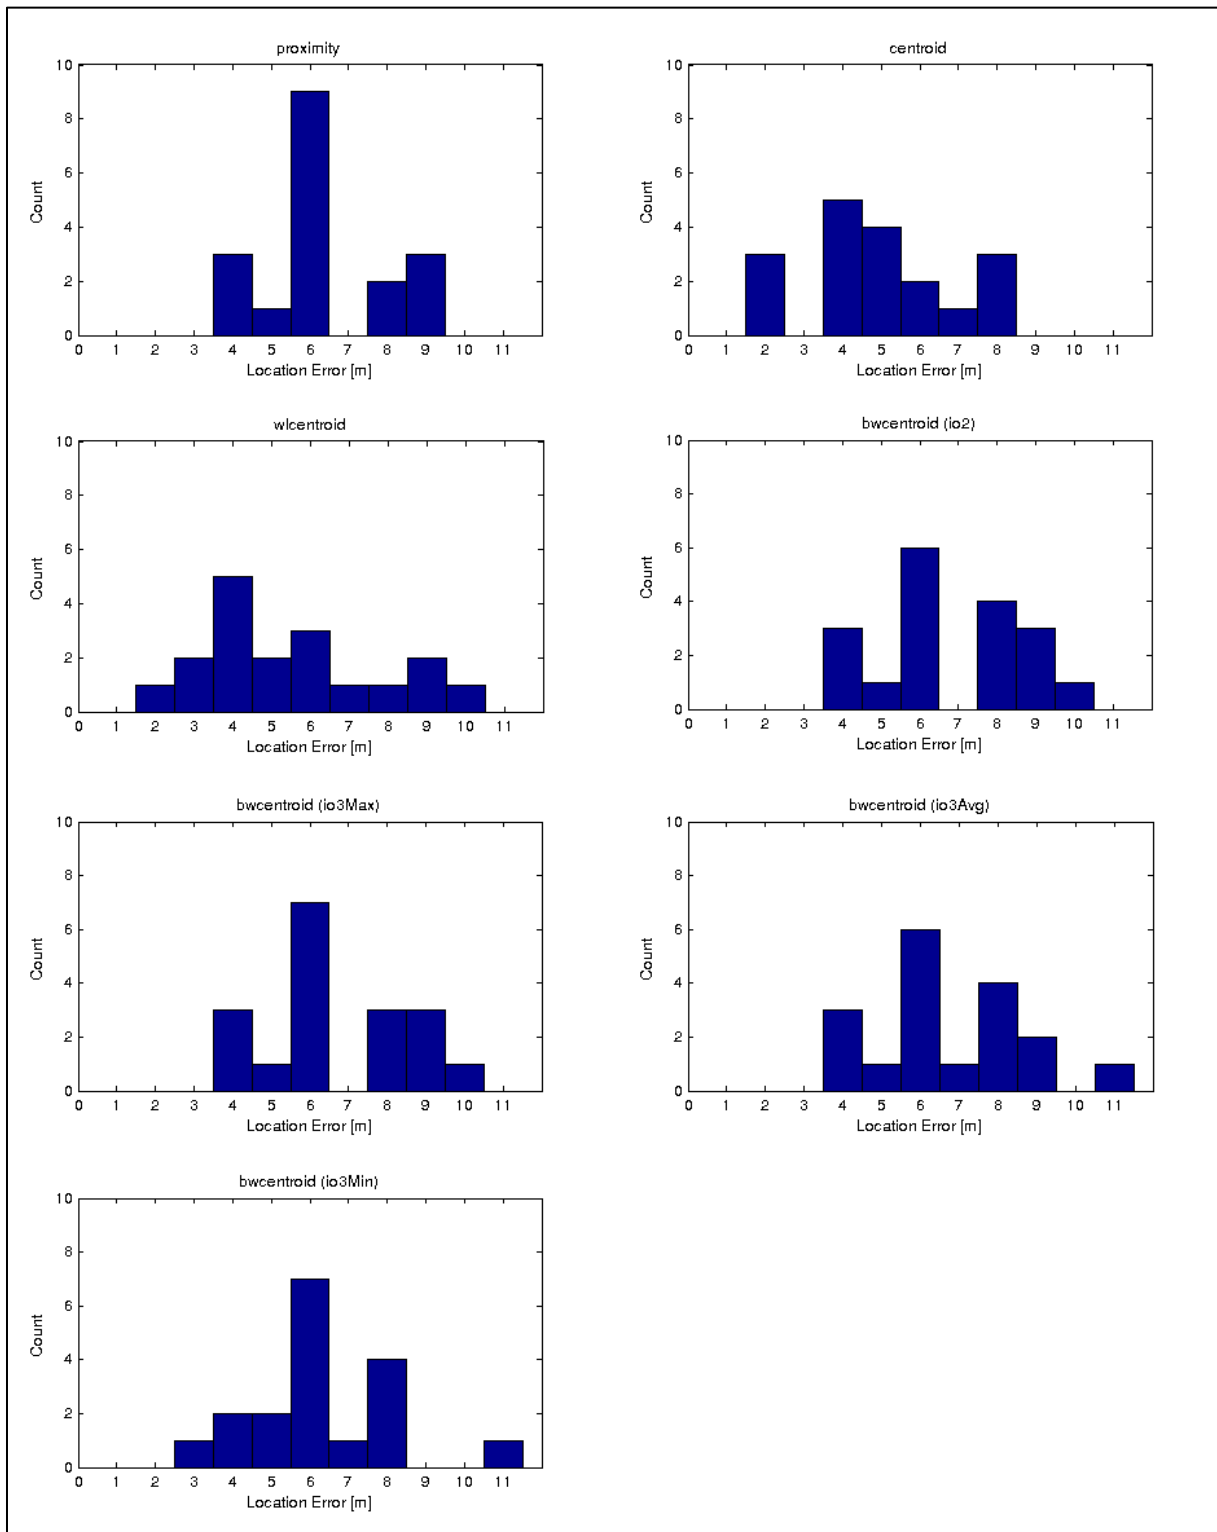 proximity
10
8
6
4
2
0
Count
0 1 2 3 4 5 6 7 8 9 10 11
Location Error [m]
centroid
10
8
6
4
2
0
Count
0 1 2 3 4 5 6 7 8 9 10 11
Location Error [m]
wlcentroid
10
8
6
4
2
0
Count
0 1 2 3 4 5 6 7 8 9 10 11
Location Error [m]
bwcentroid (io2)
10
8
6
4
2
0
Count
0 1 2 3 4 5 6 7 8 9 10 11
Location Error [m]
bwcentroid (io3Max)
10
8
6
4
2
0
Count
0 1 2 3 4 5 6 7 8 9 10 11
Location Error [m]
bwcentroid (io3Avg)
10
8
6
4
2
0
Count
0 1 2 3 4 5 6 7 8 9 10 11
Location Error [m]
bwcentroid (io3Min)
10
8
6
4
2
0
Count
0 1 2 3 4 5 6 7 8 9 10 11
Location Error [m]